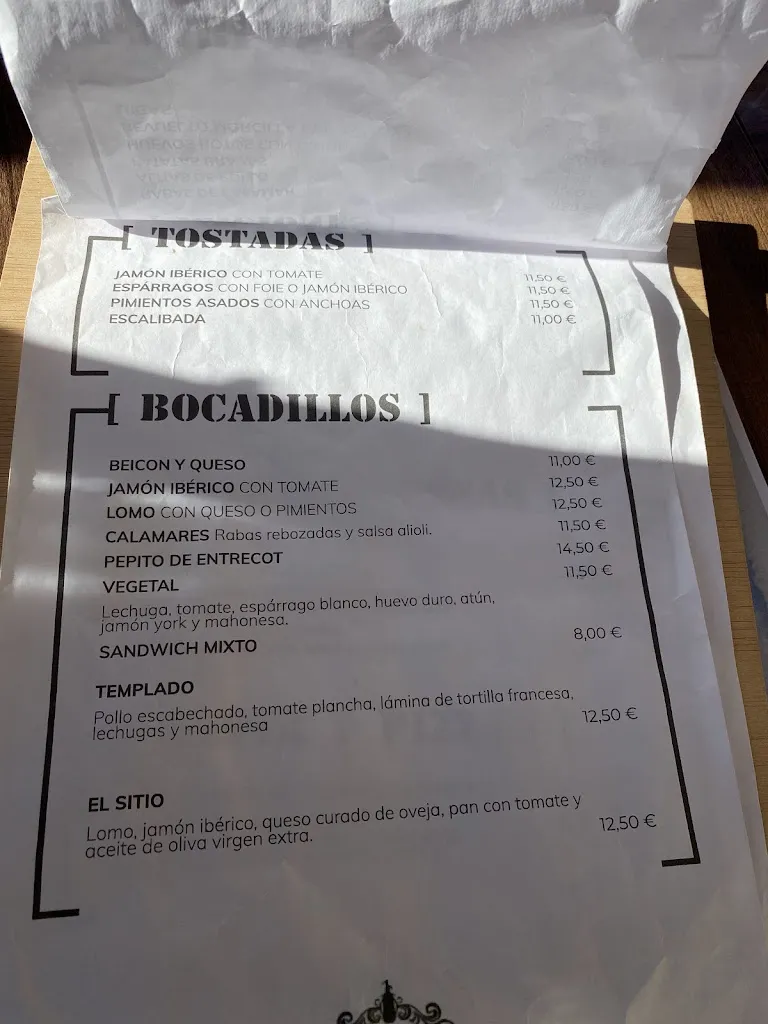 [ TOSTADAS ]
JAMÓN IBÉRICO CON TOMATE 11,50 €
ESPÁRRAGOS CON FOIE O JAMÓN IBÉRICO 11,50 €
PIMIENTOS ASADOS CON ANCHOAS 11,50 €
ESCALIBADA 11,00 €
[ BOCADILLOS ]
BEICON Y QUESO 11,00 €
JAMÓN IBÉRICO CON TOMATE 12,50 €
LOMO CON QUESO O PIMIENTOS 12,50 €
CALAMARES Rabas rebozadas y salsa alioli. 11,50 €
PEPITO DE ENTRECOT 14,50 €
VEGETAL 11,50 €
Lechuga, tomate, espárrago blanco, huevo duro, atún,
jamón york y mahonesa.
SANDWICH MIXTO 8,00 €
TEMPLADO
Pollo escabechado, tomate plancha, lámina de tortilla francesa,
lechugas y mahonesa 12,50 €
EL SITIO
Lomo, jamón ibérico, queso curado de oveja, pan con tomate y
aceite de oliva virgen extra. 12,50 €